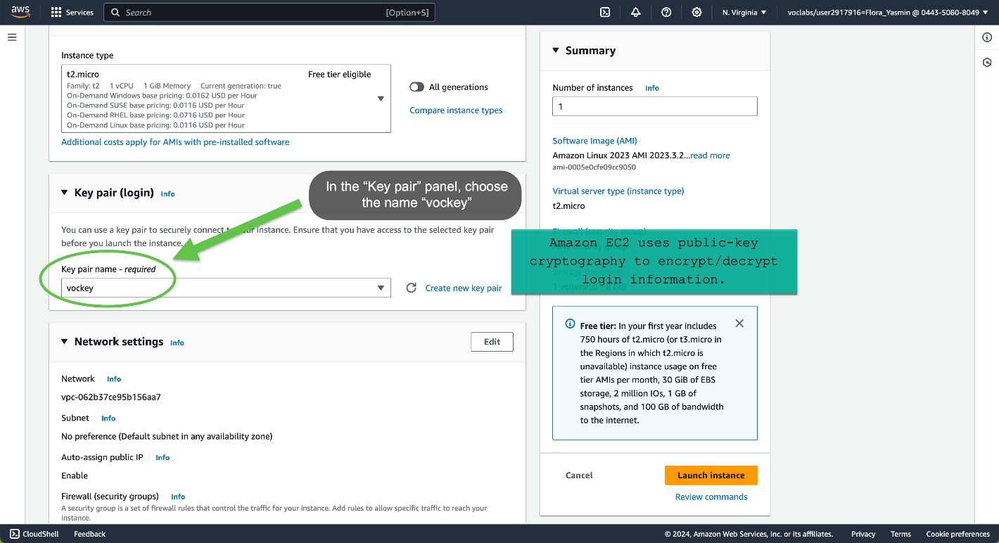 aws
Services
Search
[Option+S]
N. Virginia
voclabs/user2917916=Flora_Yasmin @ 0443-5080-8049
Instance type
t2.micro
Free tier eligible
Family: t2 1 vCPU 1 GiB Memory Current generation: true
On-Demand Windows base pricing: 0.0162 USD per Hour
On-Demand SUSE base pricing: 0.0116 USD per Hour
On-Demand RHEL base pricing: 0.0716 USD per Hour
On-Demand Linux base pricing: 0.0116 USD per Hour
All generations
Compare instance types
Additional costs apply for AMIs with pre-installed software
Key pair (login) Info
In the “Key pair” panel, choose
the name “vockey”
You can use a key pair to securely connect to your instance. Ensure that you have access to the selected key pair
before you launch the instance.
Key pair name - required
vockey
Create new key pair
Network settings Info
Edit
Network Info
vpc-062b37ce95b156aa7
Subnet Info
No preference (Default subnet in any availability zone)
Auto-assign public IP Info
Enable
Firewall (security groups) Info
A security group is a set of firewall rules that control the traffic for your instance. Add rules to allow specific traffic to reach your
instance.
Summary
Number of instances Info
1
Software Image (AMI)
Amazon Linux 2023 AMI 2023.3.2...read more
ami-0005e0cfe09cc9050
Virtual server type (instance type)
t2.micro
Firewall (security group)
New security group
Storage (volumes)
1 volume(s) - 8 GiB
Amazon EC2 uses public-key
cryptography to encrypt/decrypt
login information.
Free tier: In your first year includes
750 hours of t2.micro (or t3.micro in
the Regions in which t2.micro is
unavailable) instance usage on free
tier AMIs per month, 30 GiB of EBS
storage, 2 million IOs, 1 GB of
snapshots, and 100 GB of bandwidth
to the internet.
Cancel
Launch instance
Review commands
CloudShell
Feedback
© 2024, Amazon Web Services, Inc. or its affiliates.
Privacy
Terms
Cookie preferences